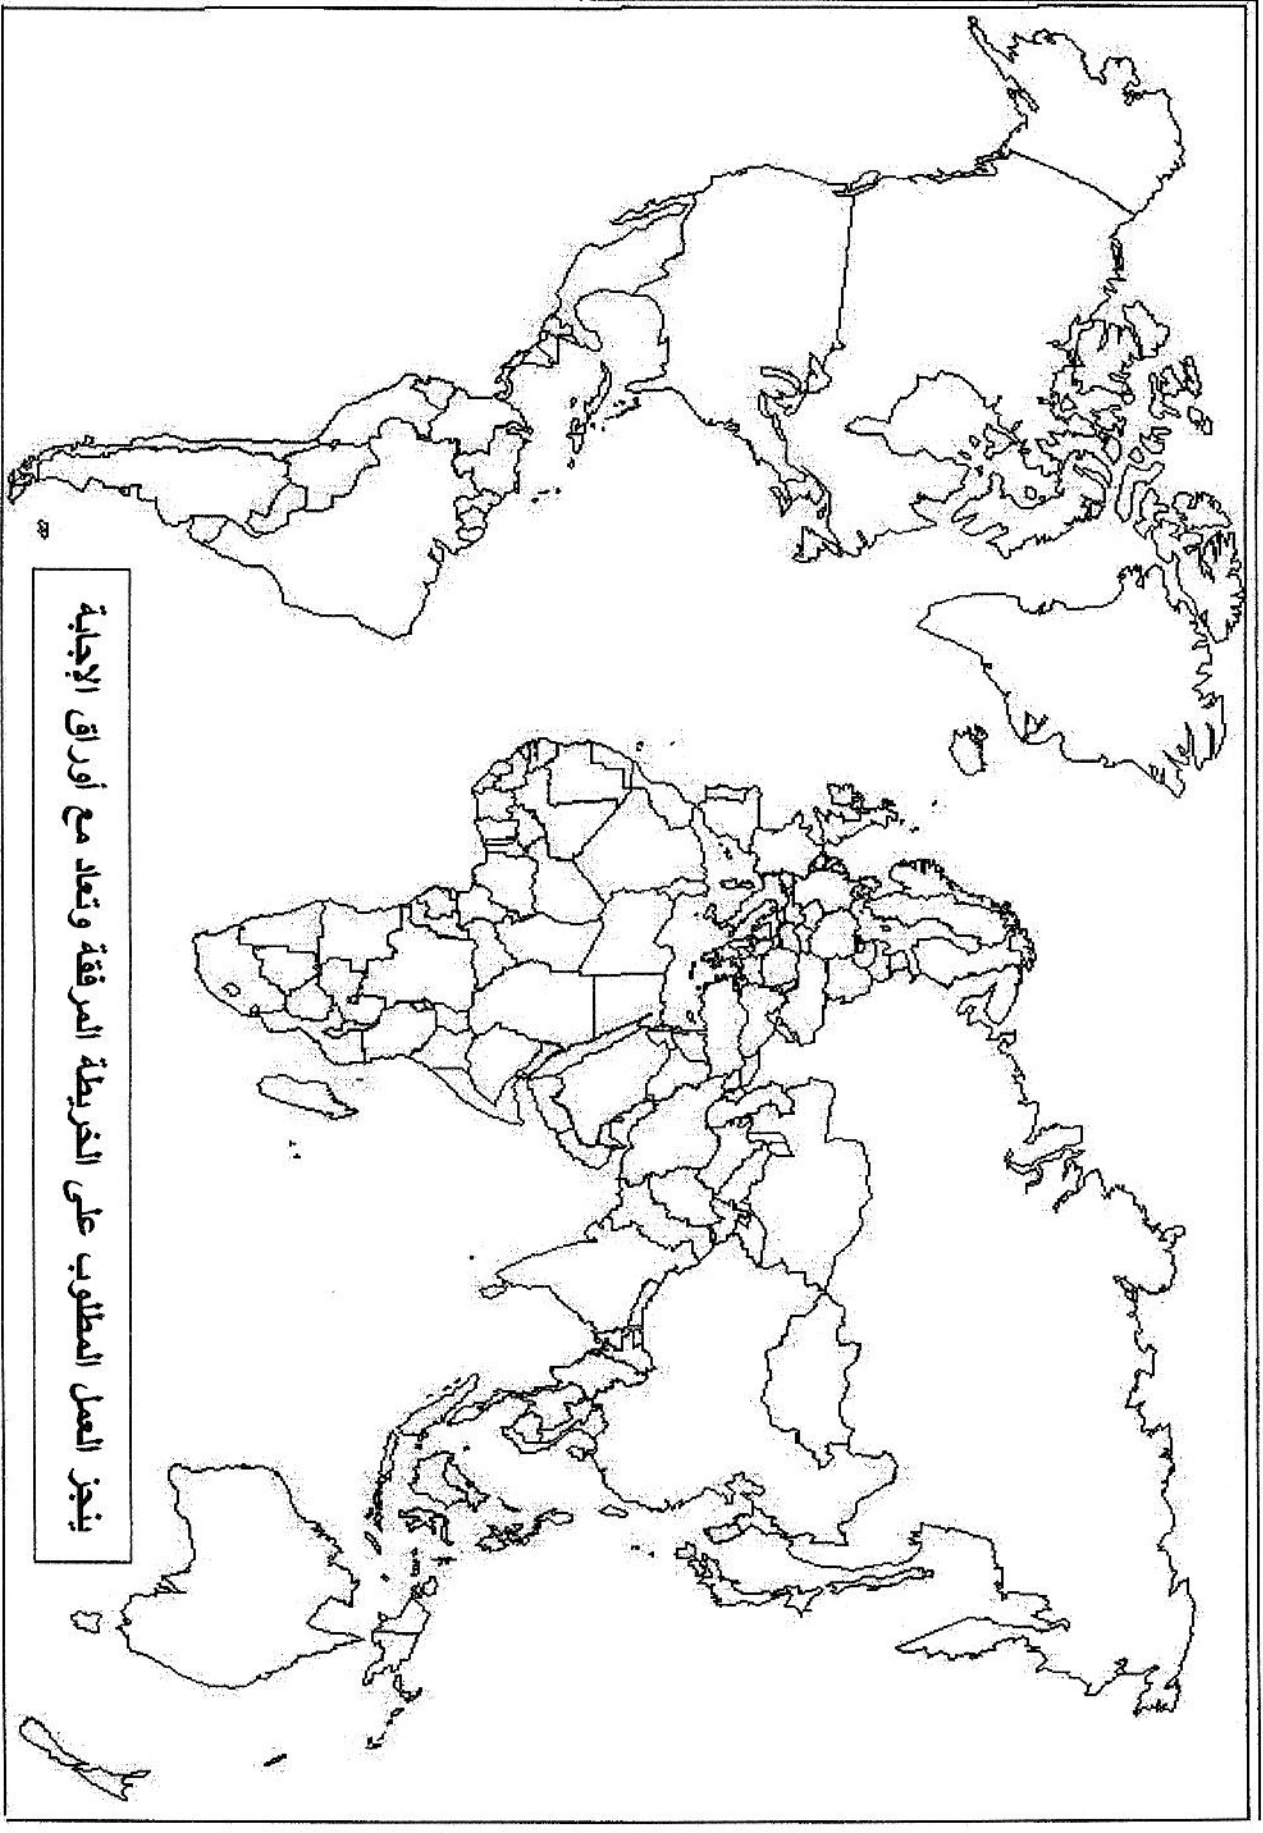 ينجز العمل المطلوب على الخريطة المرفقة وتعاد مع أوراق الإجابة